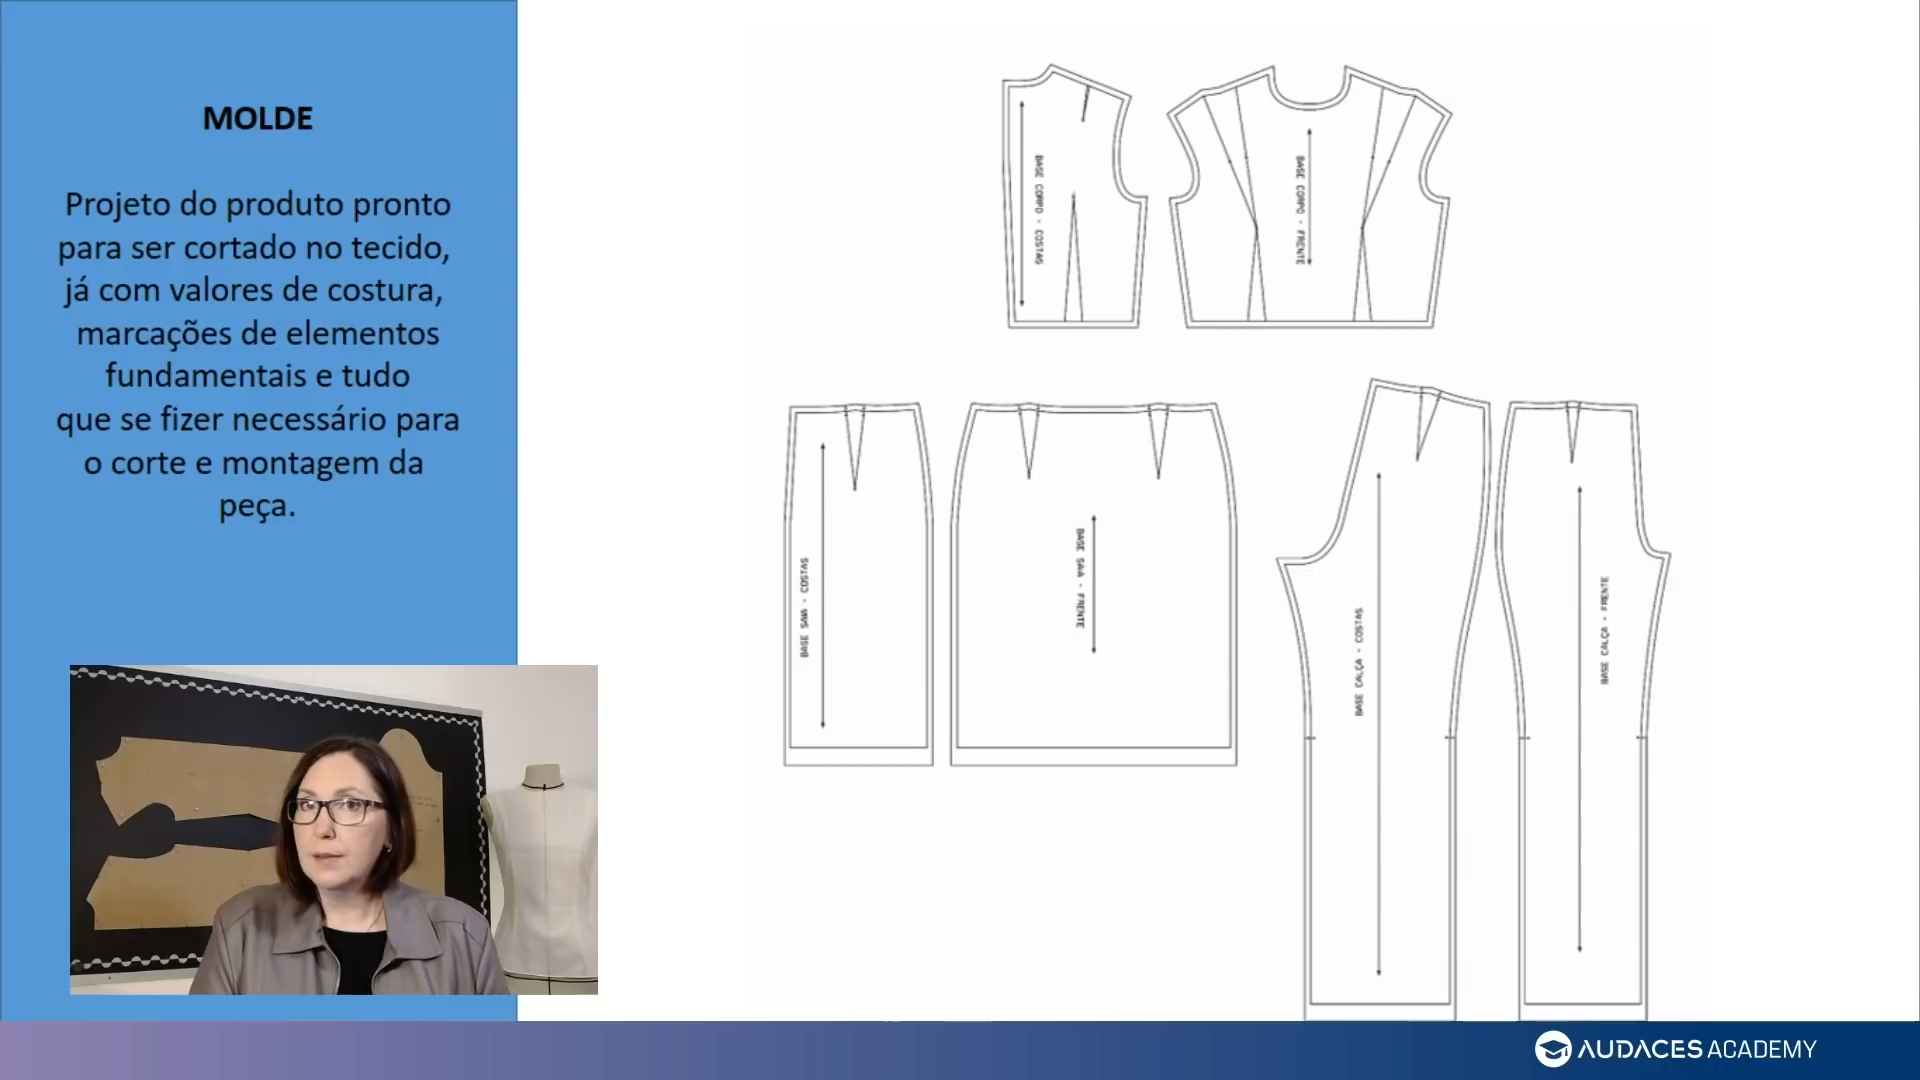 MOLDE
Projeto do produto pronto
para ser cortado no tecido,
já com valores de costura,
marcações de elementos
fundamentais e tudo
que se fizer necessário para
o corte e montagem da
peça.
BASE CORPO - COSTAS
BASE CORPO - FRENTE
BASE SAIA - COSTAS
BASE SAIA - FRENTE
BASE CALÇA - COSTAS
BASE CALÇA - FRENTE
AUDACES ACADEMY